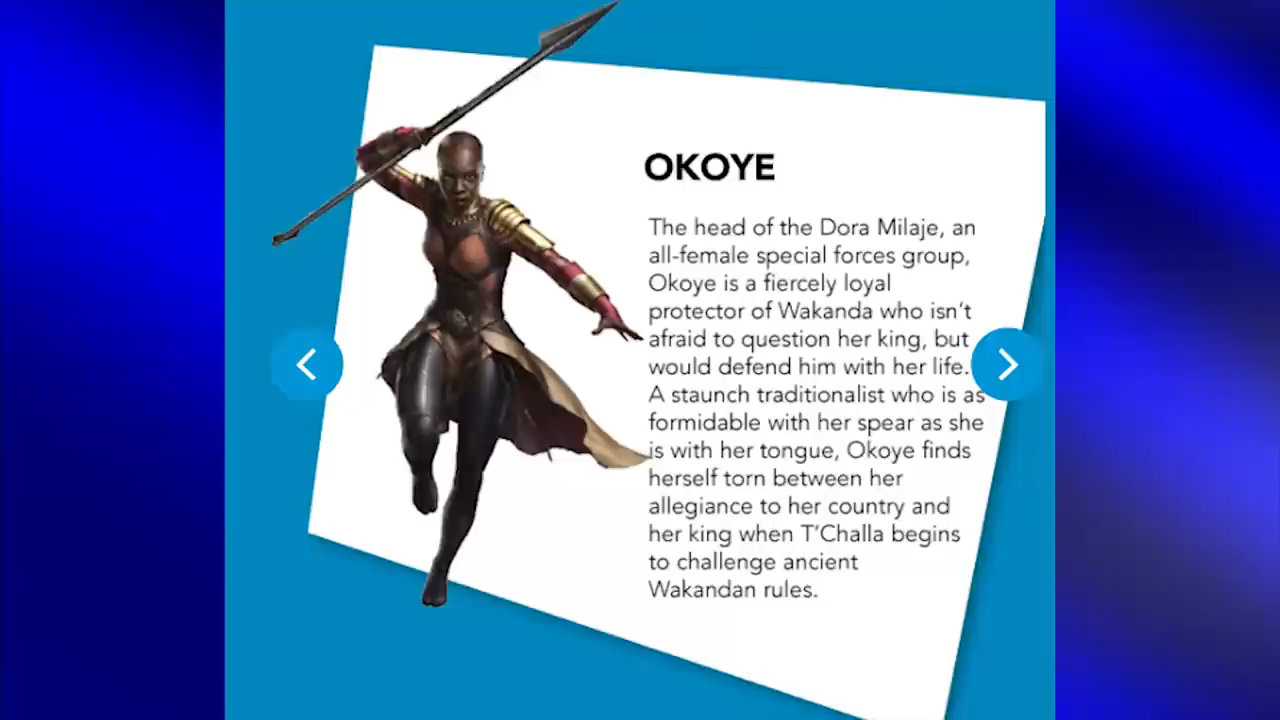 OKOYE
The head of the Dora Milaje, an
all-female special forces group,
Okoye is a fiercely loyal
protector of Wakanda who isn't
afraid to question her king, but
would defend him with her life.
A staunch traditionalist who is as
formidable with her spear as she
is with her tongue, Okoye finds
herself torn between her
allegiance to her country and
her king when T'Challa begins
to challenge ancient
Wakandan rules.